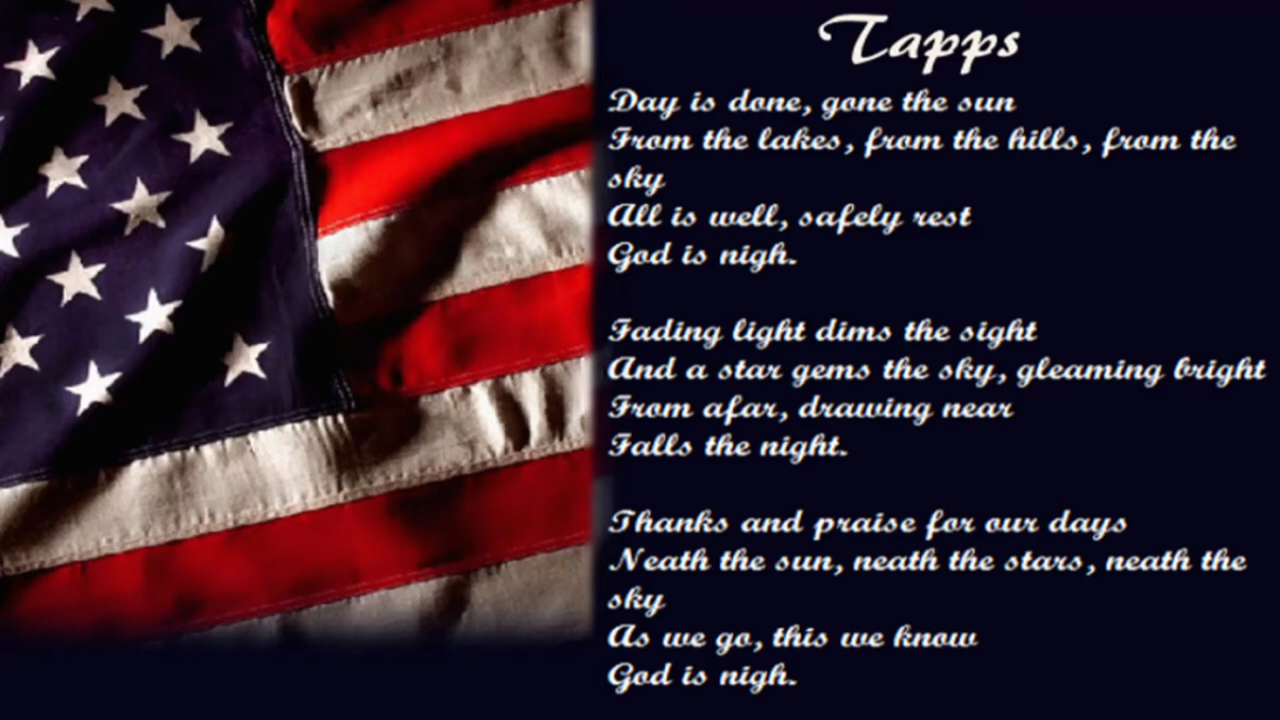 Tapps
Day is done, gone the sun
From the lakes, from the hills, from the
sky
All is well, safely rest
God is nigh.
Fading light dims the sight
And a star gems the sky, gleaming bright
From afar, drawing near
Falls the night.
Thanks and praise for our days
Neath the sun, neath the stars, neath the
sky
As we go, this we know
God is nigh.